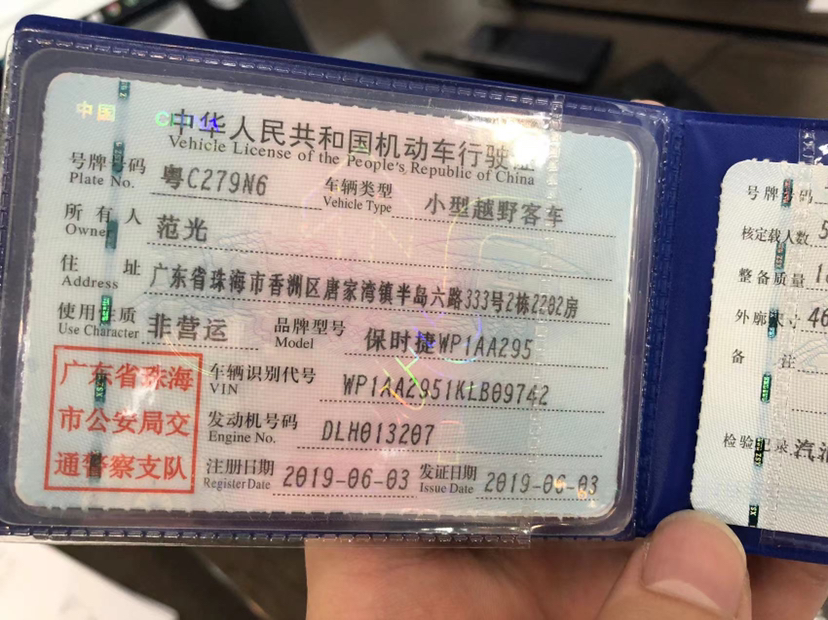 中国 CHINA
中华人民共和国机动车行驶证
Vehicle License of the People's Republic of China
号牌号码 粤C279N6 车辆类型 小型越野客车
Plate No. Vehicle Type
所有人 范光
Owner
住址 广东省珠海市香洲区唐家湾镇半岛六路333号2栋2202房
Address
使用性质 非营运 品牌型号 保时捷WP1AA295
Use Character Model
车辆识别代号 WP1AA2951KLB09742
VIN
发动机号码 DLH013207
Engine No.
注册日期 2019-06-03 发证日期 2019-06-03
Register Date Issue Date
广东省珠海
市公安局交
通警察支队
号牌号码
核定载人数 5
整备质量
外廓尺寸 46
备注
检验记录